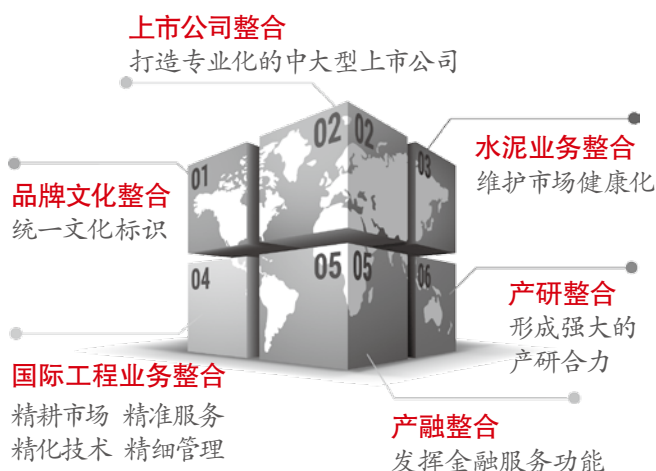 上市公司整合
打造专业化的中大型上市公司
品牌文化整合
统一文化标识
水泥业务整合
维护市场健康化
01
02
02
03
04
05
05
06
国际工程业务整合
精耕市场 精准服务
精化技术 精细管理
产研整合
形成强大的
产研合力
产融整合
发挥金融服务功能